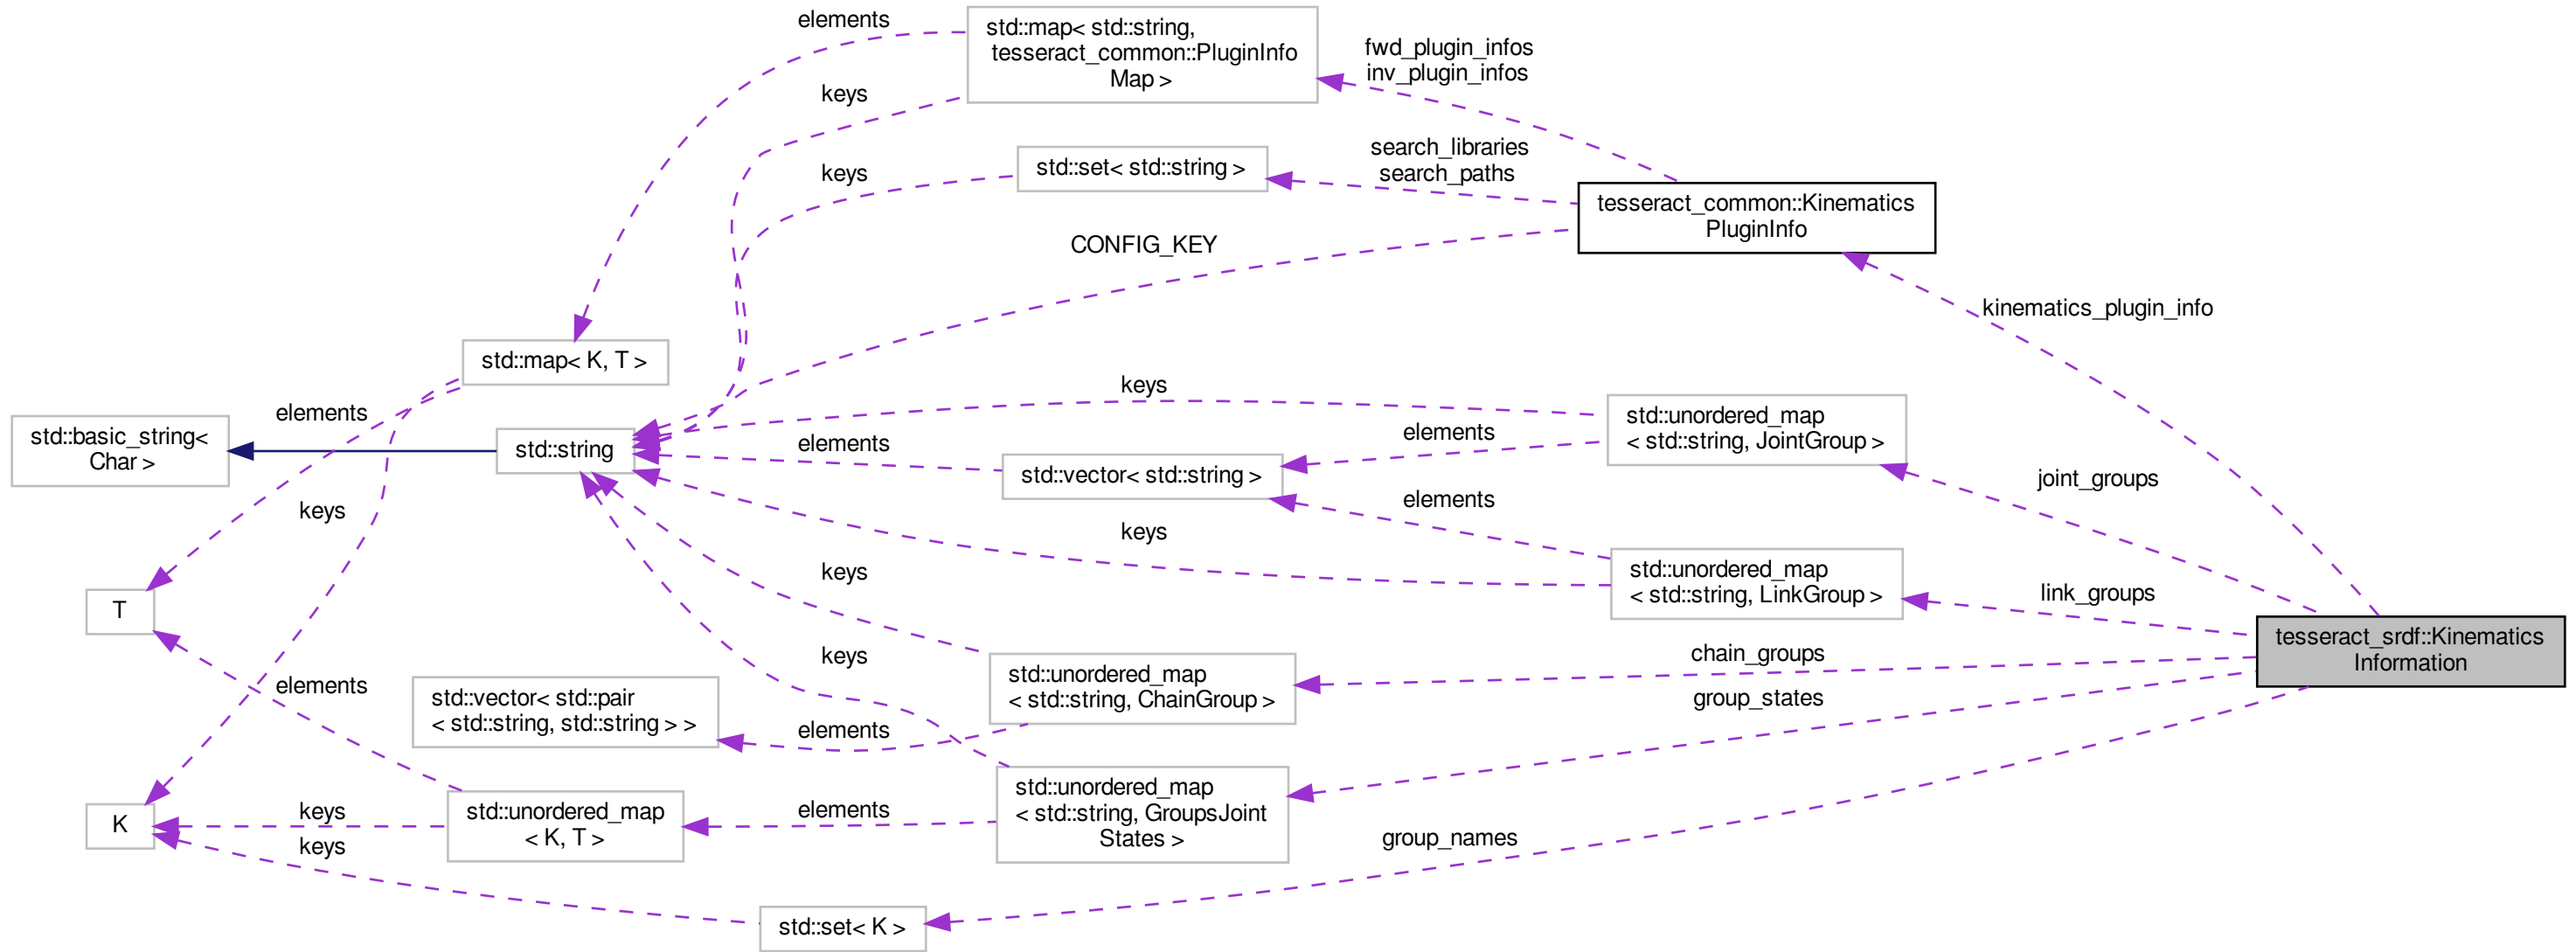 elements
std::map< std::string,
tesseract_common::PluginInfo
Map >
fwd_plugin_infos
inv_plugin_infos
keys
std::set< std::string >
keys
search_libraries
search_paths
tesseract_common::Kinematics
PluginInfo
CONFIG_KEY
kinematics_plugin_info
std::map< K, T >
keys
elements
std::basic_string<
Char >
std::string
elements
std::vector< std::string >
elements
std::unordered_map
< std::string, JointGroup >
joint_groups
elements
keys
keys
std::unordered_map
< std::string, LinkGroup >
link_groups
keys
T
tesseract_srdf::Kinematics
Information
keys
std::unordered_map
< std::string, ChainGroup >
chain_groups
group_states
elements
std::vector< std::pair
< std::string, std::string > >
elements
std::unordered_map
< std::string, GroupsJoint
States >
elements
K
keys
keys
std::unordered_map
< K, T >
group_names
std::set< K >